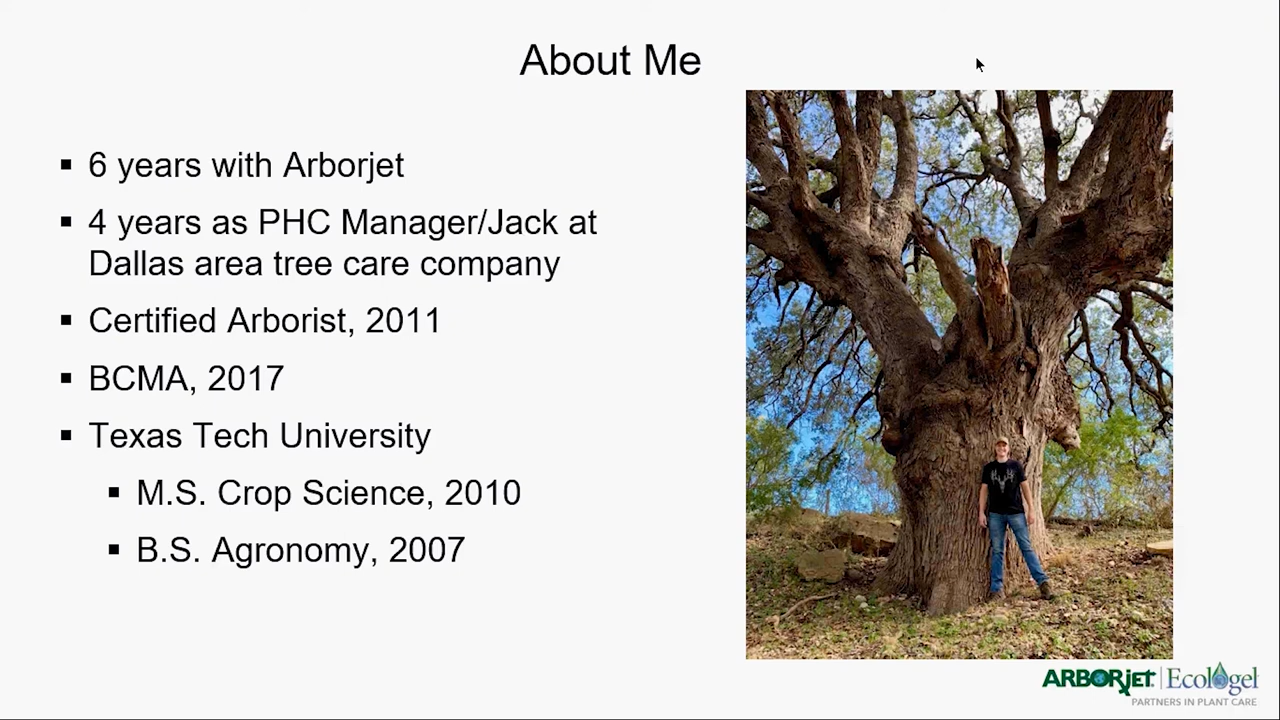 About Me
6 years with Arborjet
4 years as PHC Manager/Jack at
Dallas area tree care company
Certified Arborist, 2011
BCMA, 2017
Texas Tech University
M.S. Crop Science, 2010
B.S. Agronomy, 2007
ARBORjet | Ecologel
PARTNERS IN PLANT CARE